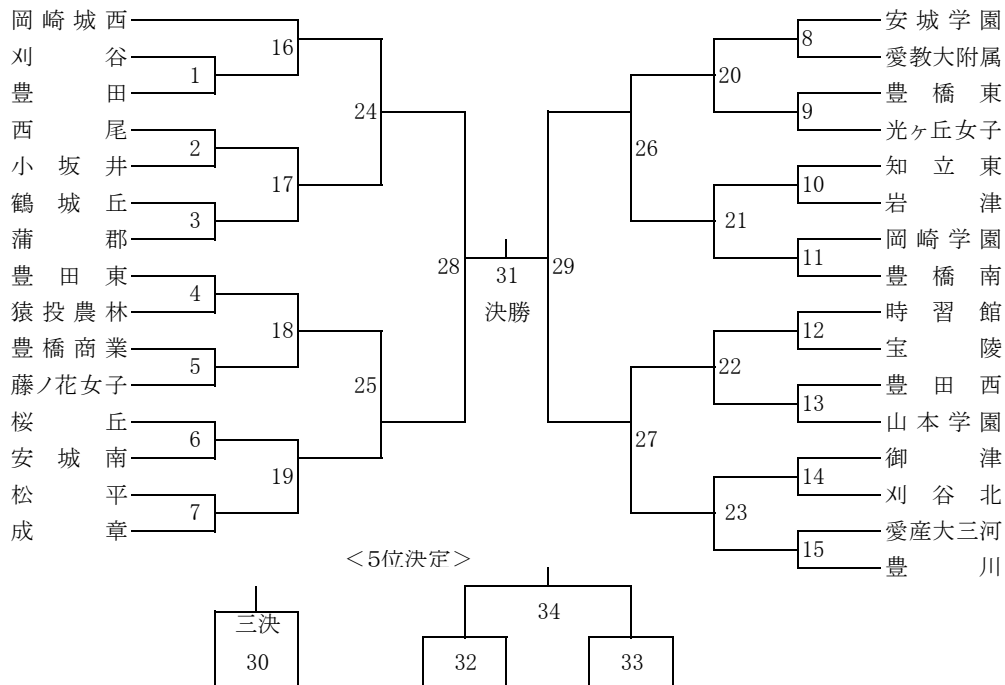 岡崎城西
刈谷
豊田
西尾
小坂井
鶴城丘
蒲郡
豊田東
猿投農林
豊橋商業
藤ノ花女子
桜丘
安城南
松平
成章
1
2
3
4
5
6
7
16
17
18
19
24
25
28
31
決勝
29
26
27
20
21
22
23
8
9
10
11
12
13
14
15
安城学園
愛教大附属
豊橋東
光ヶ丘女子
知立東
岩津
岡崎学園
豊橋南
時習館
宝陵
豊田西
山本学園
御津
刈谷北
愛産大三河
豊川
＜5位決定＞
三決
30
34
32
33